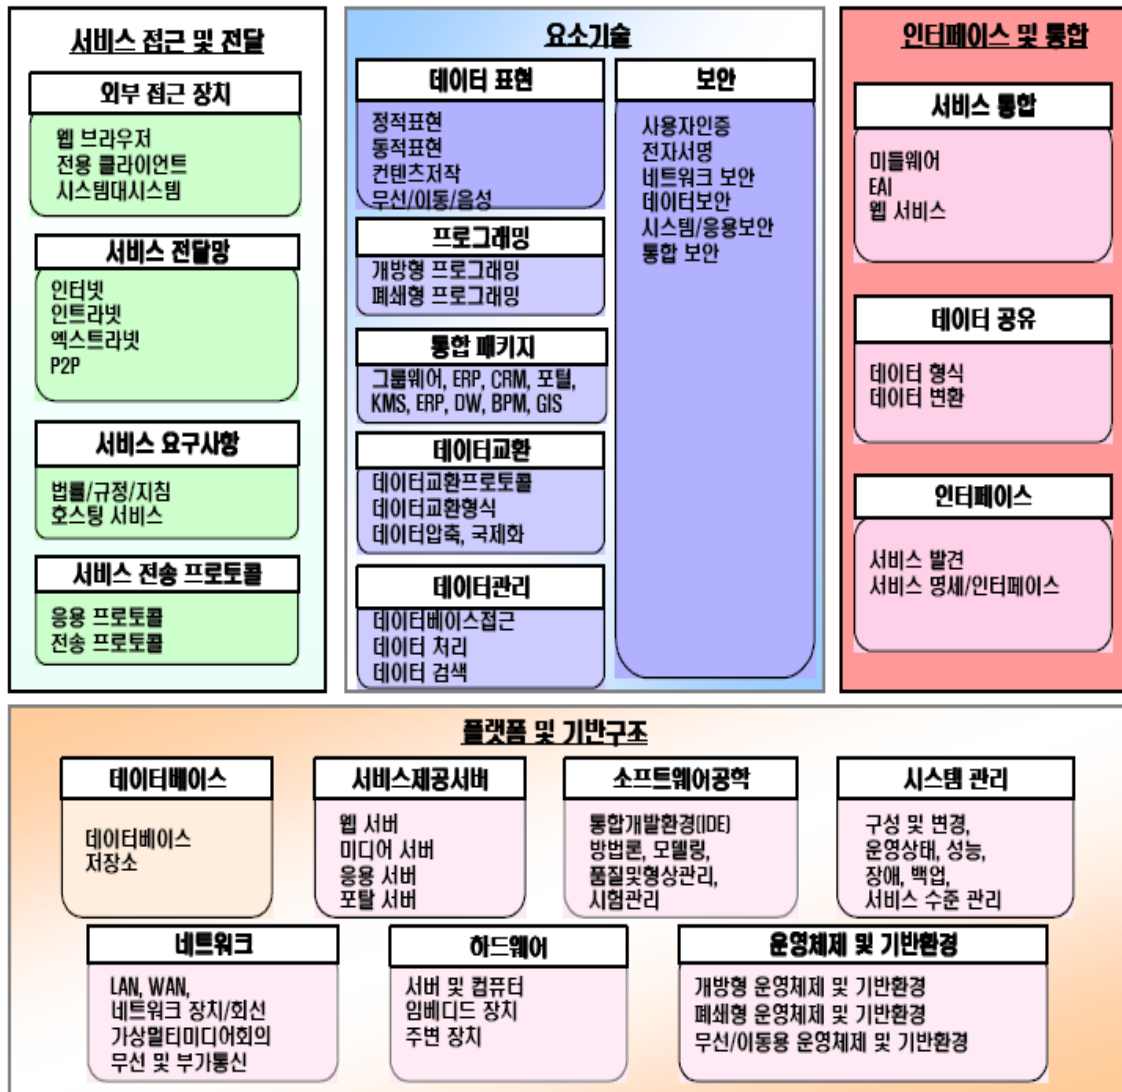 서비스 접근 및 전달
외부 접근 장치
웹 브라우저
전용 클라이언트
시스템대시스템
서비스 전달망
인터넷
인트라넷
엑스트라넷
P2P
서비스 요구사항
법률/규정/지침
호스팅 서비스
서비스 전송 프로토콜
응용 프로토콜
전송 프로토콜
요소기술
데이터 표현
정적표현
동적표현
컨텐츠저작
무선/이동/음성
프로그래밍
개방형 프로그래밍
폐쇄형 프로그래밍
통합 패키지
그룹웨어, ERP, CRM, 포털,
KMS, ERP, DW, BPM, GIS
데이터교환
데이터교환프로토콜
데이터교환형식
데이터압축, 국제화
데이터관리
데이터베이스접근
데이터 처리
데이터 검색
보안
사용자인증
전자서명
네트워크 보안
데이터보안
시스템/응용보안
통합 보안
인터페이스 및 통합
서비스 통합
미들웨어
EAI
웹 서비스
데이터 공유
데이터 형식
데이터 변환
인터페이스
서비스 발견
서비스 명세/인터페이스
플랫폼 및 기반구조
데이터베이스
데이터베이스
저장소
서비스제공서버
웹 서버
미디어 서버
응용 서버
포탈 서버
소프트웨어공학
통합개발환경(IDE)
방법론, 모델링,
품질및형상관리,
시험관리
시스템 관리
구성 및 변경,
운영상태, 성능,
장애, 백업,
서비스 수준 관리
네트워크
LAN, WAN,
네트워크 장치/회선
가상멀티미디어회의
무선 및 부가통신
하드웨어
서버 및 컴퓨터
임베디드 장치
주변 장치
운영체제 및 기반환경
개방형 운영체제 및 기반환경
폐쇄형 운영체제 및 기반환경
무선/이동용 운영체제 및 기반환경